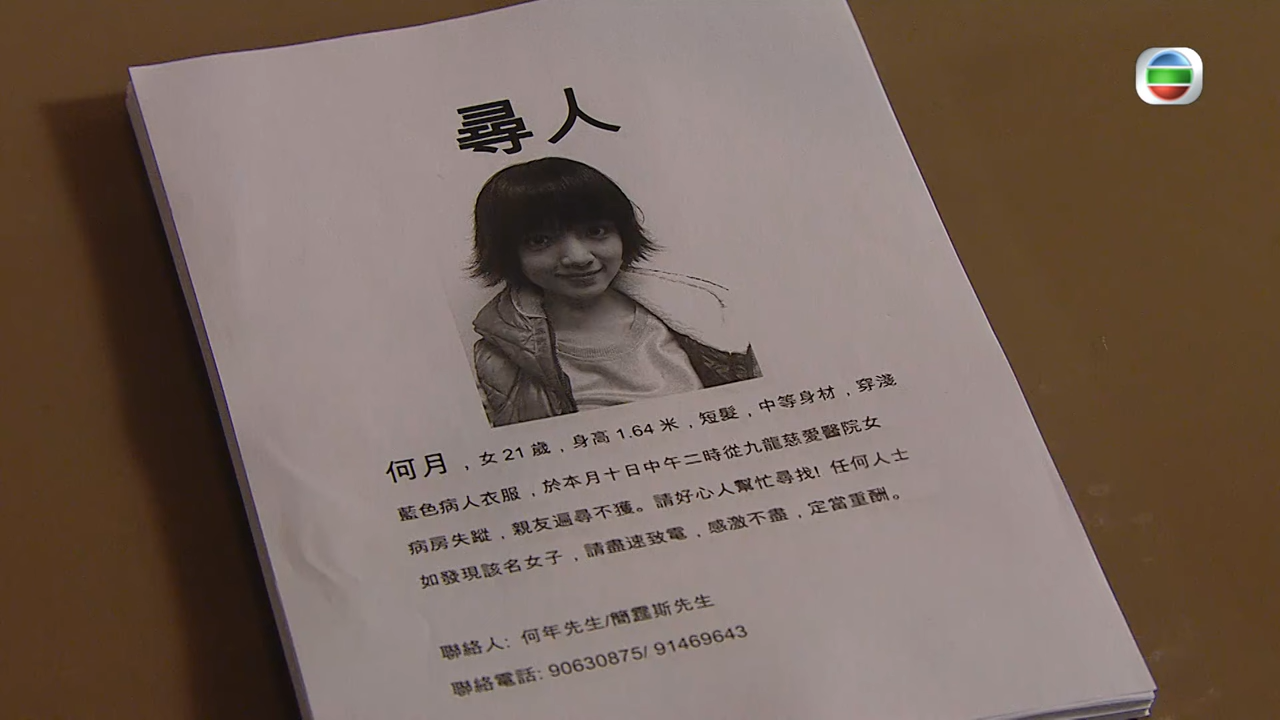 尋人
何月，女 21 歲，身高 1.64 米，短髮，中等身材，穿淺
藍色病人衣服，於本月十日中午二時從九龍慈愛醫院女
病房失蹤，親友遍尋不獲。請好心人幫忙尋找! 任何人士
如發現該名女子，請盡速致電，感激不盡，定當重酬。
聯絡人: 何年先生/簡霆斯先生
聯絡電話: 90630875/ 91469643